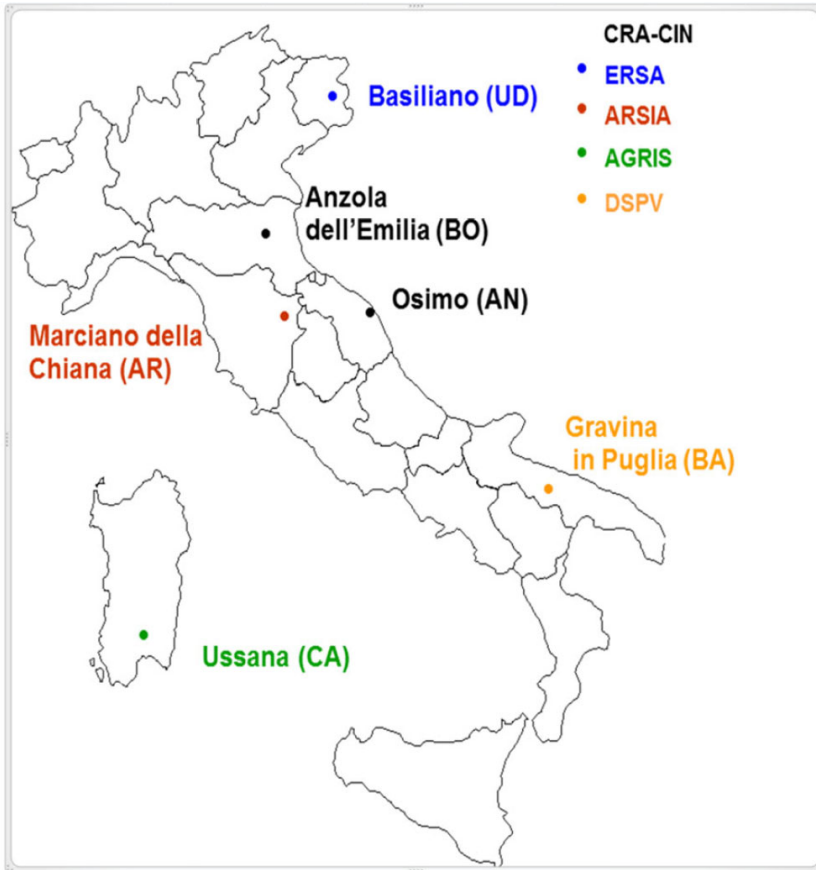 CRA-CIN
ERSA
ARSIA
AGRIS
DSPV
Basiliano (UD)
Anzola
dell'Emilia (BO)
Osimo (AN)
Marciano della
Chiana (AR)
Gravina
in Puglia (BA)
Ussana (CA)